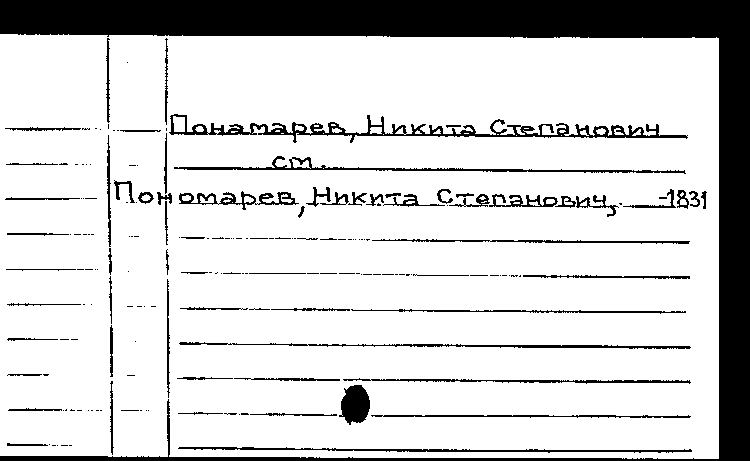 Понамарев, Никита Степанович
см.
Пономарев, Никита Степанович, -1831